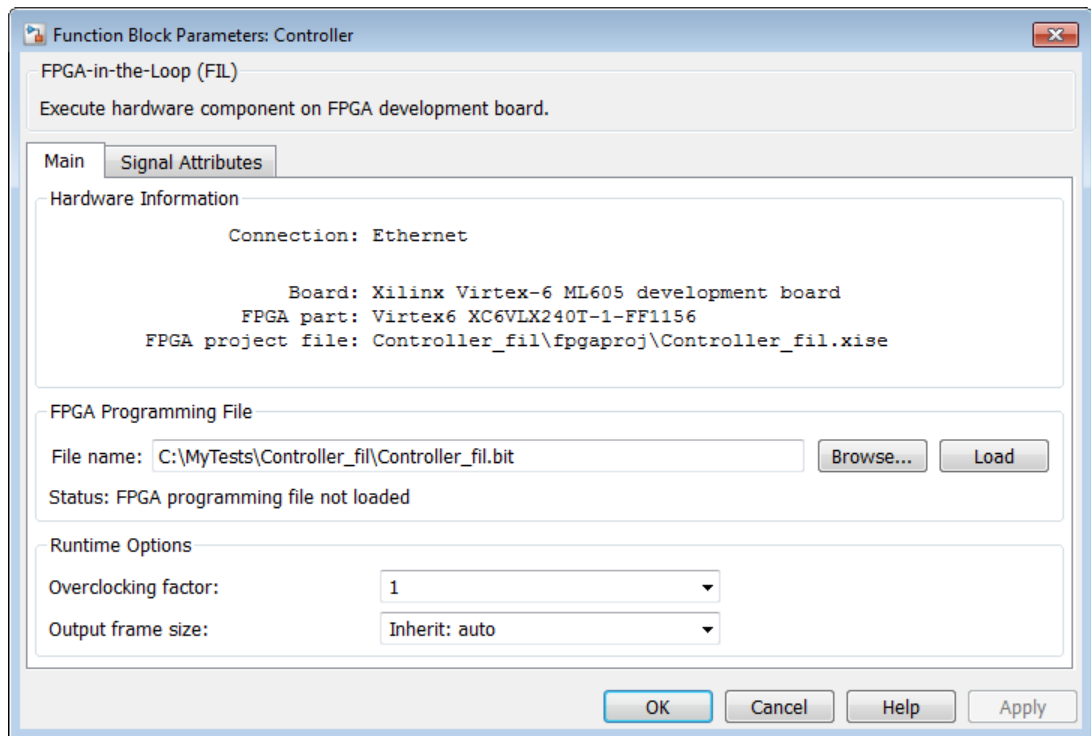 Function Block Parameters: Controller
FPGA-in-the-Loop (FIL)
Execute hardware component on FPGA development board.
Main Signal Attributes
Hardware Information
Connection: Ethernet
Board: Xilinx Virtex-6 ML605 development board
FPGA part: Virtex6 XC6VLX240T-1-FF1156
FPGA project file: Controller_fil\fpgaproj\Controller_fil.xise
FPGA Programming File
File name: C:\MyTests\Controller_fil\Controller_fil.bit Browse... Load
Status: FPGA programming file not loaded
Runtime Options
Overclocking factor: 1
Output frame size: Inherit: auto
OK Cancel Help Apply